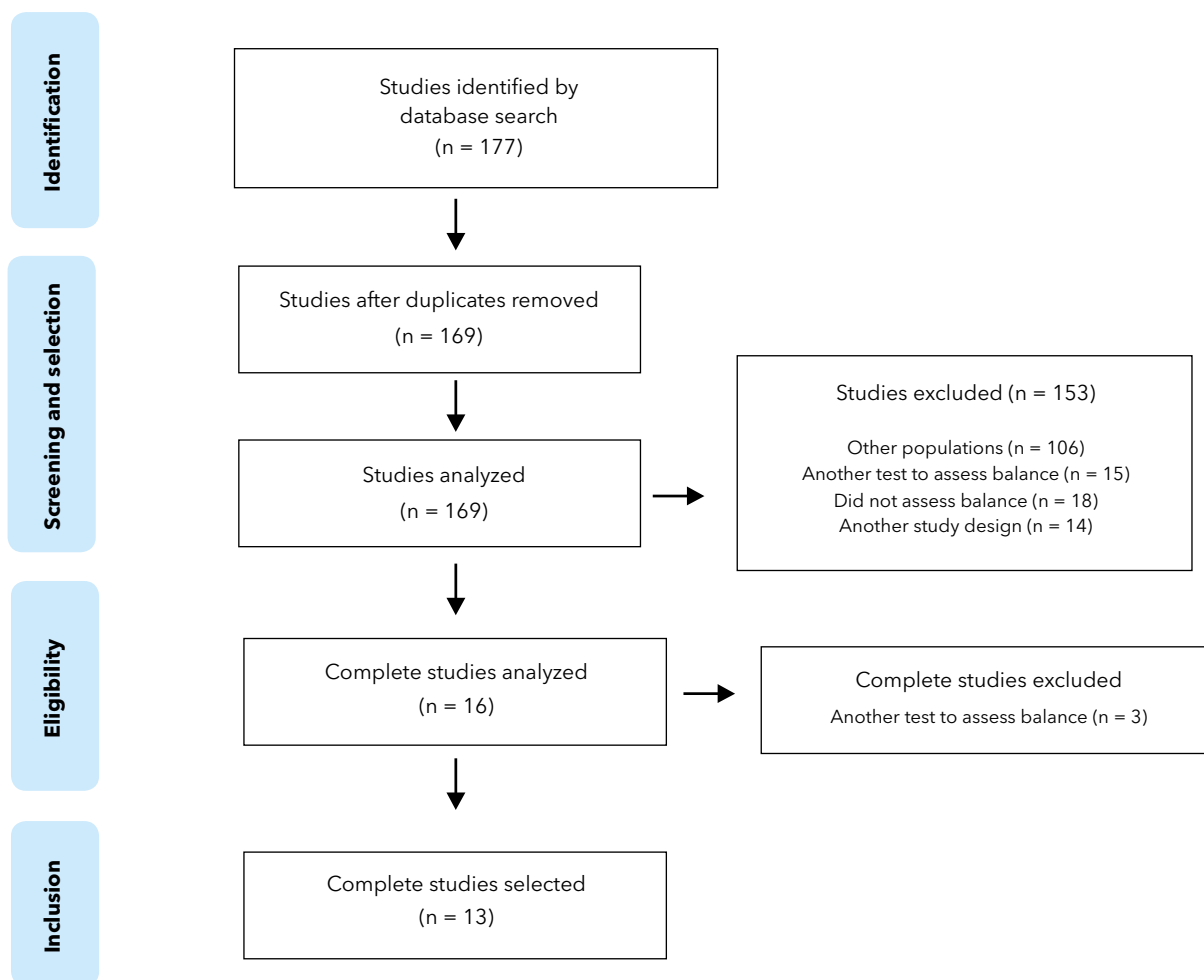 Identification
Studies identified by
database search
(n = 177)
Screening and selection
Studies after duplicates removed
(n = 169)
Studies analyzed
(n = 169)
Studies excluded (n = 153)
Other populations (n = 106)
Another test to assess balance (n = 15)
Did not assess balance (n = 18)
Another study design (n = 14)
Eligibility
Complete studies analyzed
(n = 16)
Complete studies excluded
Another test to assess balance (n = 3)
Inclusion
Complete studies selected
(n = 13)